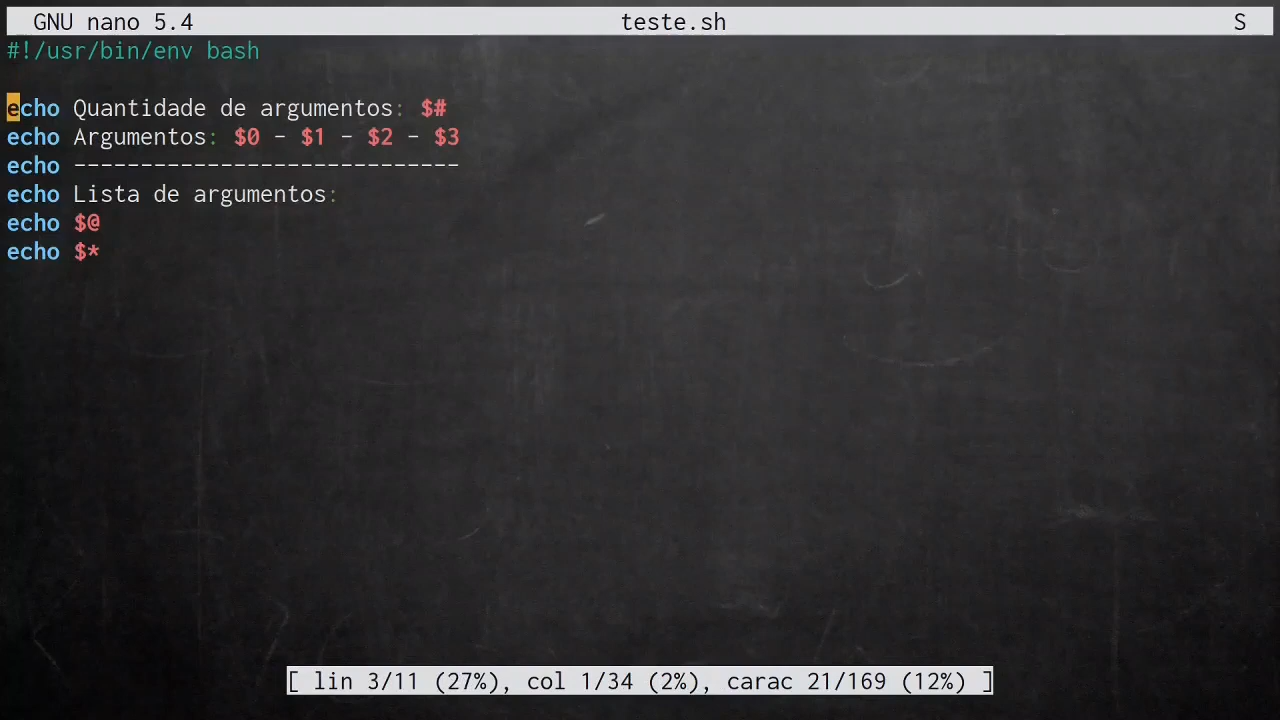 GNU nano 5.4 teste.sh S
#!/usr/bin/env bash
echo Quantidade de argumentos: $#
echo Argumentos: $0 - $1 - $2 - $3
echo -----------------------------
echo Lista de argumentos:
echo $@
echo $*
[ lin 3/11 (27%), col 1/34 (2%), carac 21/169 (12%) ]